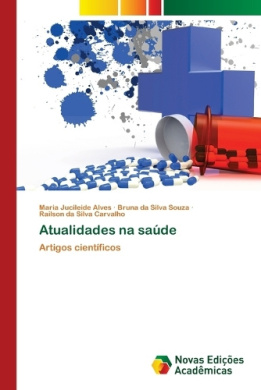 Maria Jucileide Alves · Bruna da Silva Souza ·
Railson da Silva Carvalho
Atualidades na saúde
Artigos científicos
Novas Edições
Acadêmicas